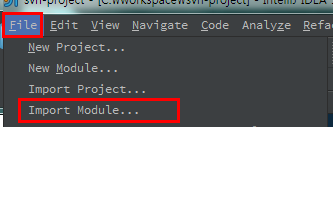 svn-project - [C:₩workspace₩svn-project] - IntelliJ IDEA
File Edit View Navigate Code Analyze Refac
New Project...
New Module...
Import Project...
Import Module...